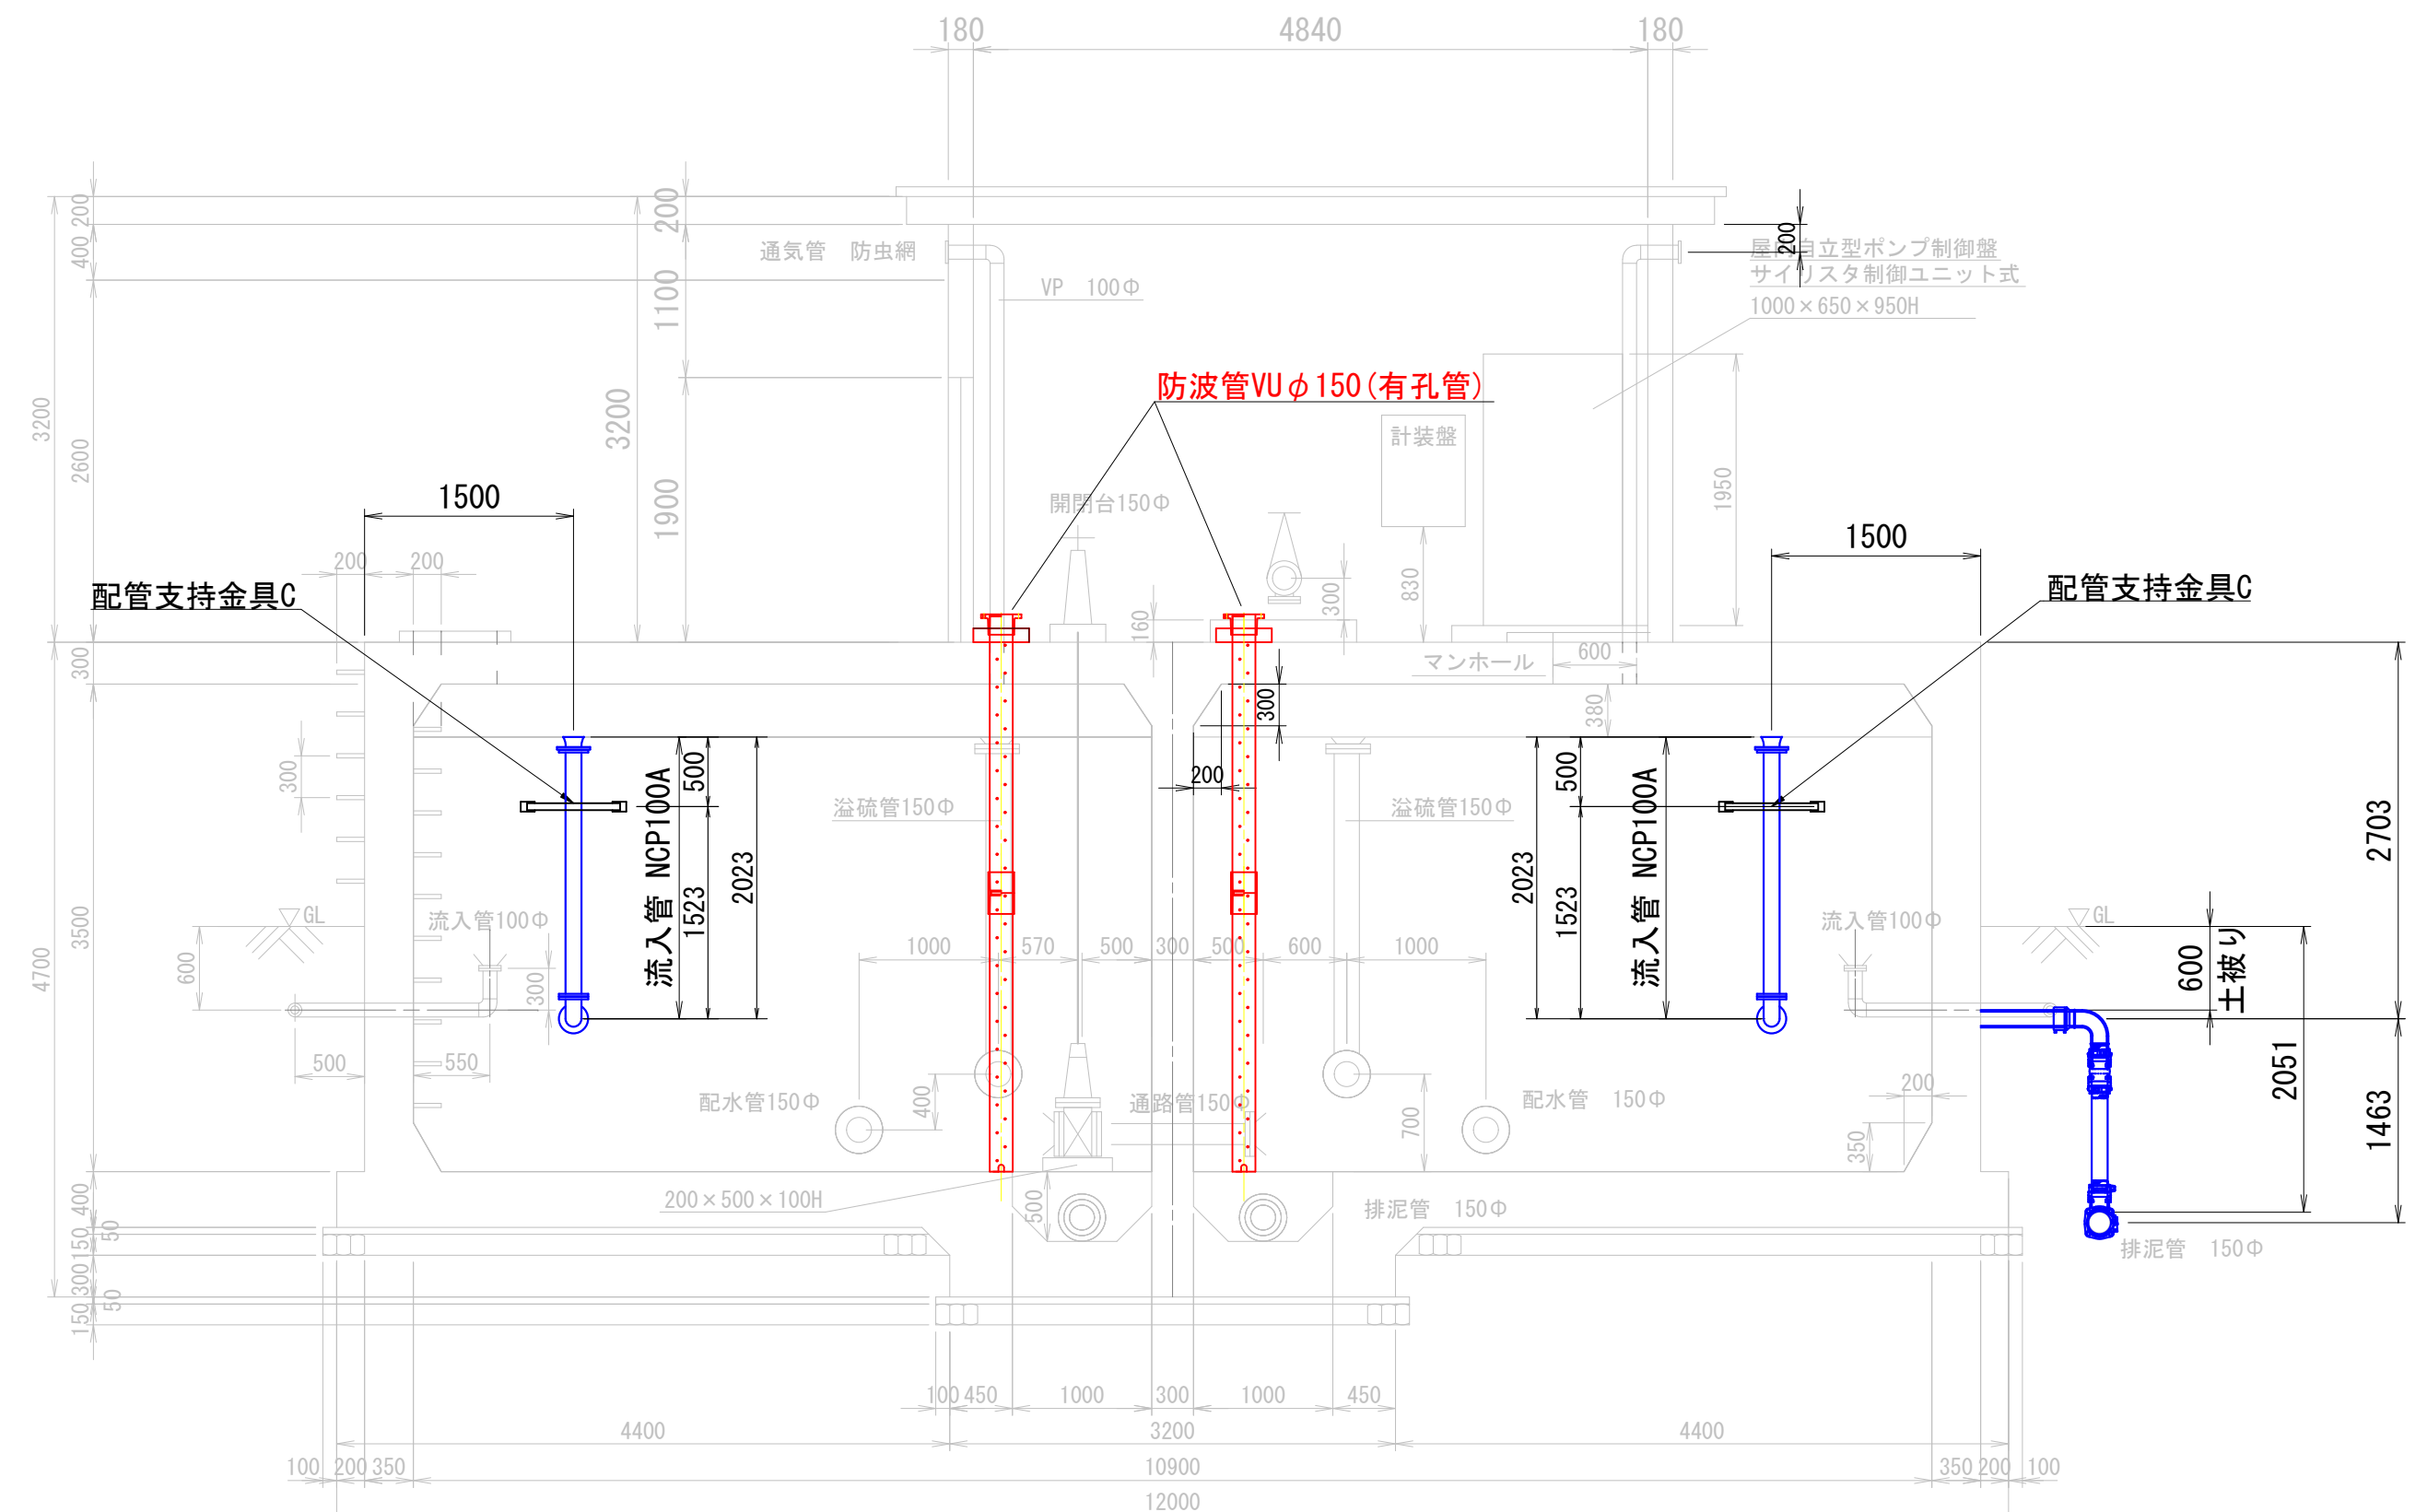 180
4840
180
200
400
3200
2600
200
1100
3200
1900
通気管　防虫網
VP　100Φ
200
屋内自立型ポンプ制御盤
サイリスタ制御ユニット式
1000×650×950H
防波管VUφ150(有孔管)
計装盤
1950
開閉台150Φ
1500
1500
200
200
配管支持金具C
配管支持金具C
160
300
830
300
マンホール
600
300
380
200
300
500
流入管 NCP100A
1523
2023
溢硫管150Φ
溢硫管150Φ
2023
500
1523
流入管 NCP100A
2703
4700
3500
GL
流入管100Φ
600
300
500
550
1000
570
500
300
500
600
1000
流入管100Φ
GL
600
土被り
2051
1463
配水管150Φ
400
通路管150Φ
700
配水管　150Φ
200
350
200×500×100H
500
排泥管　150Φ
排泥管　150Φ
400
150
50
300
150
50
100
450
1000
300
1000
450
4400
3200
4400
100
200
350
10900
350
200
100
12000